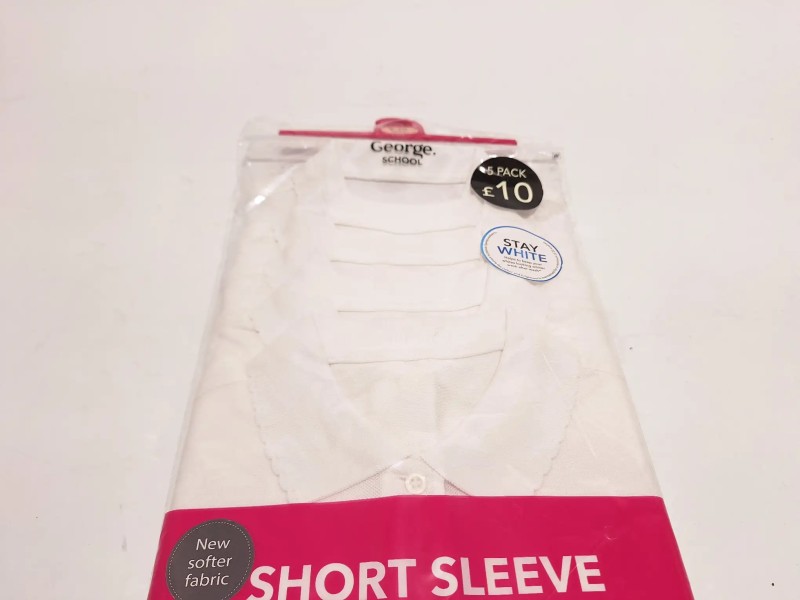 George.
SCHOOL
5 PACK
£10
STAY
WHITE
New
softer
fabric
SHORT SLEEVE